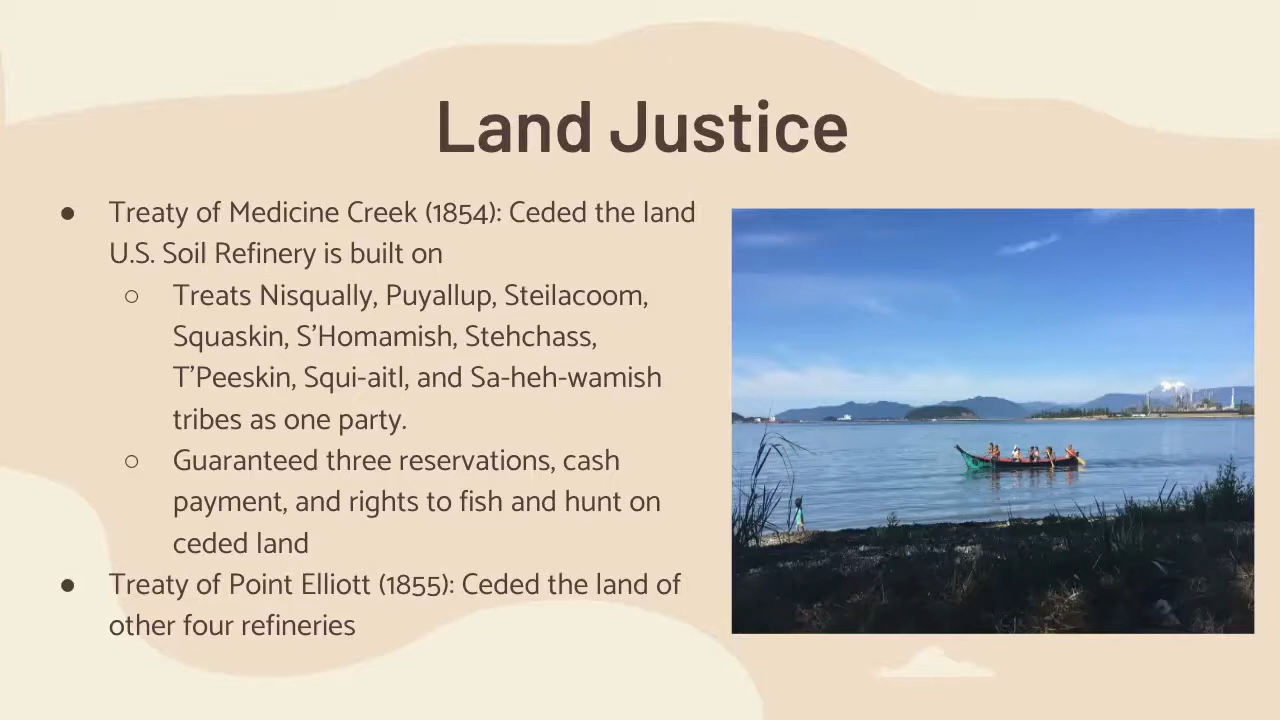 Land Justice
● Treaty of Medicine Creek (1854): Ceded the land
U.S. Soil Refinery is built on
○ Treats Nisqually, Puyallup, Steilacoom,
Squaskin, S’Homamish, Stehchass,
T’Peeskin, Squi-aitl, and Sa-heh-wamish
tribes as one party.
○ Guaranteed three reservations, cash
payment, and rights to fish and hunt on
ceded land
● Treaty of Point Elliott (1855): Ceded the land of
other four refineries